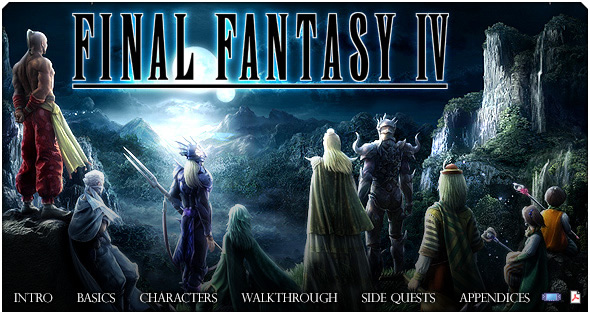 FINAL FANTASY IV
INTRO BASICS CHARACTERS WALKTHROUGH SIDE QUESTS APPENDICES